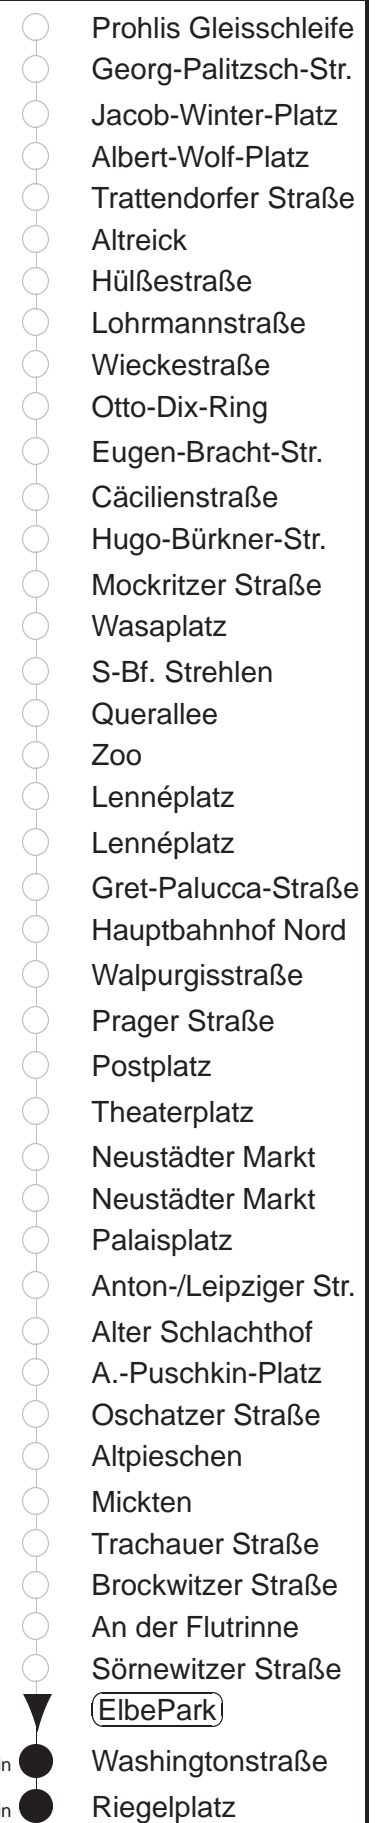 Prohlis Gleisschleife
Georg-Palitzsch-Str.
Jacob-Winter-Platz
Albert-Wolf-Platz
Trattendorfer Straße
Altreick
Hülßestraße
Lohrmannstraße
Wieckestraße
Otto-Dix-Ring
Eugen-Bracht-Str.
Cäcilienstraße
Hugo-Bürkner-Str.
Mockritzer Straße
Wasaplatz
S-Bf. Strehlen
Querallee
Zoo
Lennéplatz
Lennéplatz
Gret-Palucca-Straße
Hauptbahnhof Nord
Walpurgisstraße
Prager Straße
Postplatz
Theaterplatz
Neustädter Markt
Neustädter Markt
Palaisplatz
Anton-/Leipziger Str.
Alter Schlachthof
A.-Puschkin-Platz
Oschatzer Straße
Altpieschen
Mickten
Trachauer Straße
Brockwitzer Straße
An der Flutrinne
Sörnewitzer Straße
ElbePark
in Washingtonstraße
in Riegelplatz